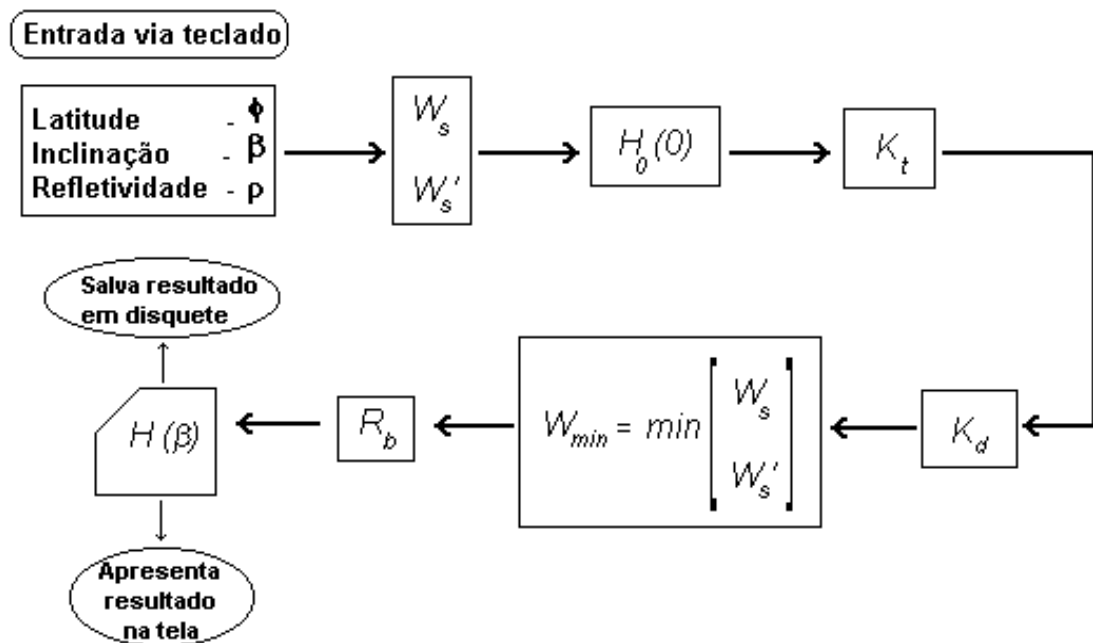 Entrada via teclado
Latitude - ϕ
Inclinação - β
Refletividade - ρ
W_s
W_s'
H_0(0)
K_t
Salva resultado
em disquete
H(β)
R_b
W_min = min
W_s
W_s'
K_d
Apresenta
resultado
na tela